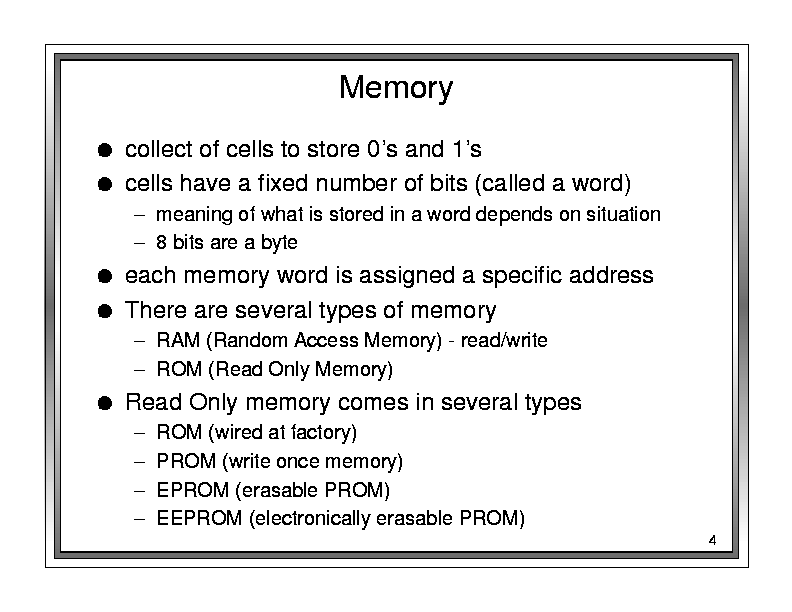 Memory
● collect of cells to store 0's and 1's
● cells have a fixed number of bits (called a word)
– meaning of what is stored in a word depends on situation
– 8 bits are a byte
● each memory word is assigned a specific address
● There are several types of memory
– RAM (Random Access Memory) - read/write
– ROM (Read Only Memory)
● Read Only memory comes in several types
– ROM (wired at factory)
– PROM (write once memory)
– EPROM (erasable PROM)
– EEPROM (electronically erasable PROM)
4